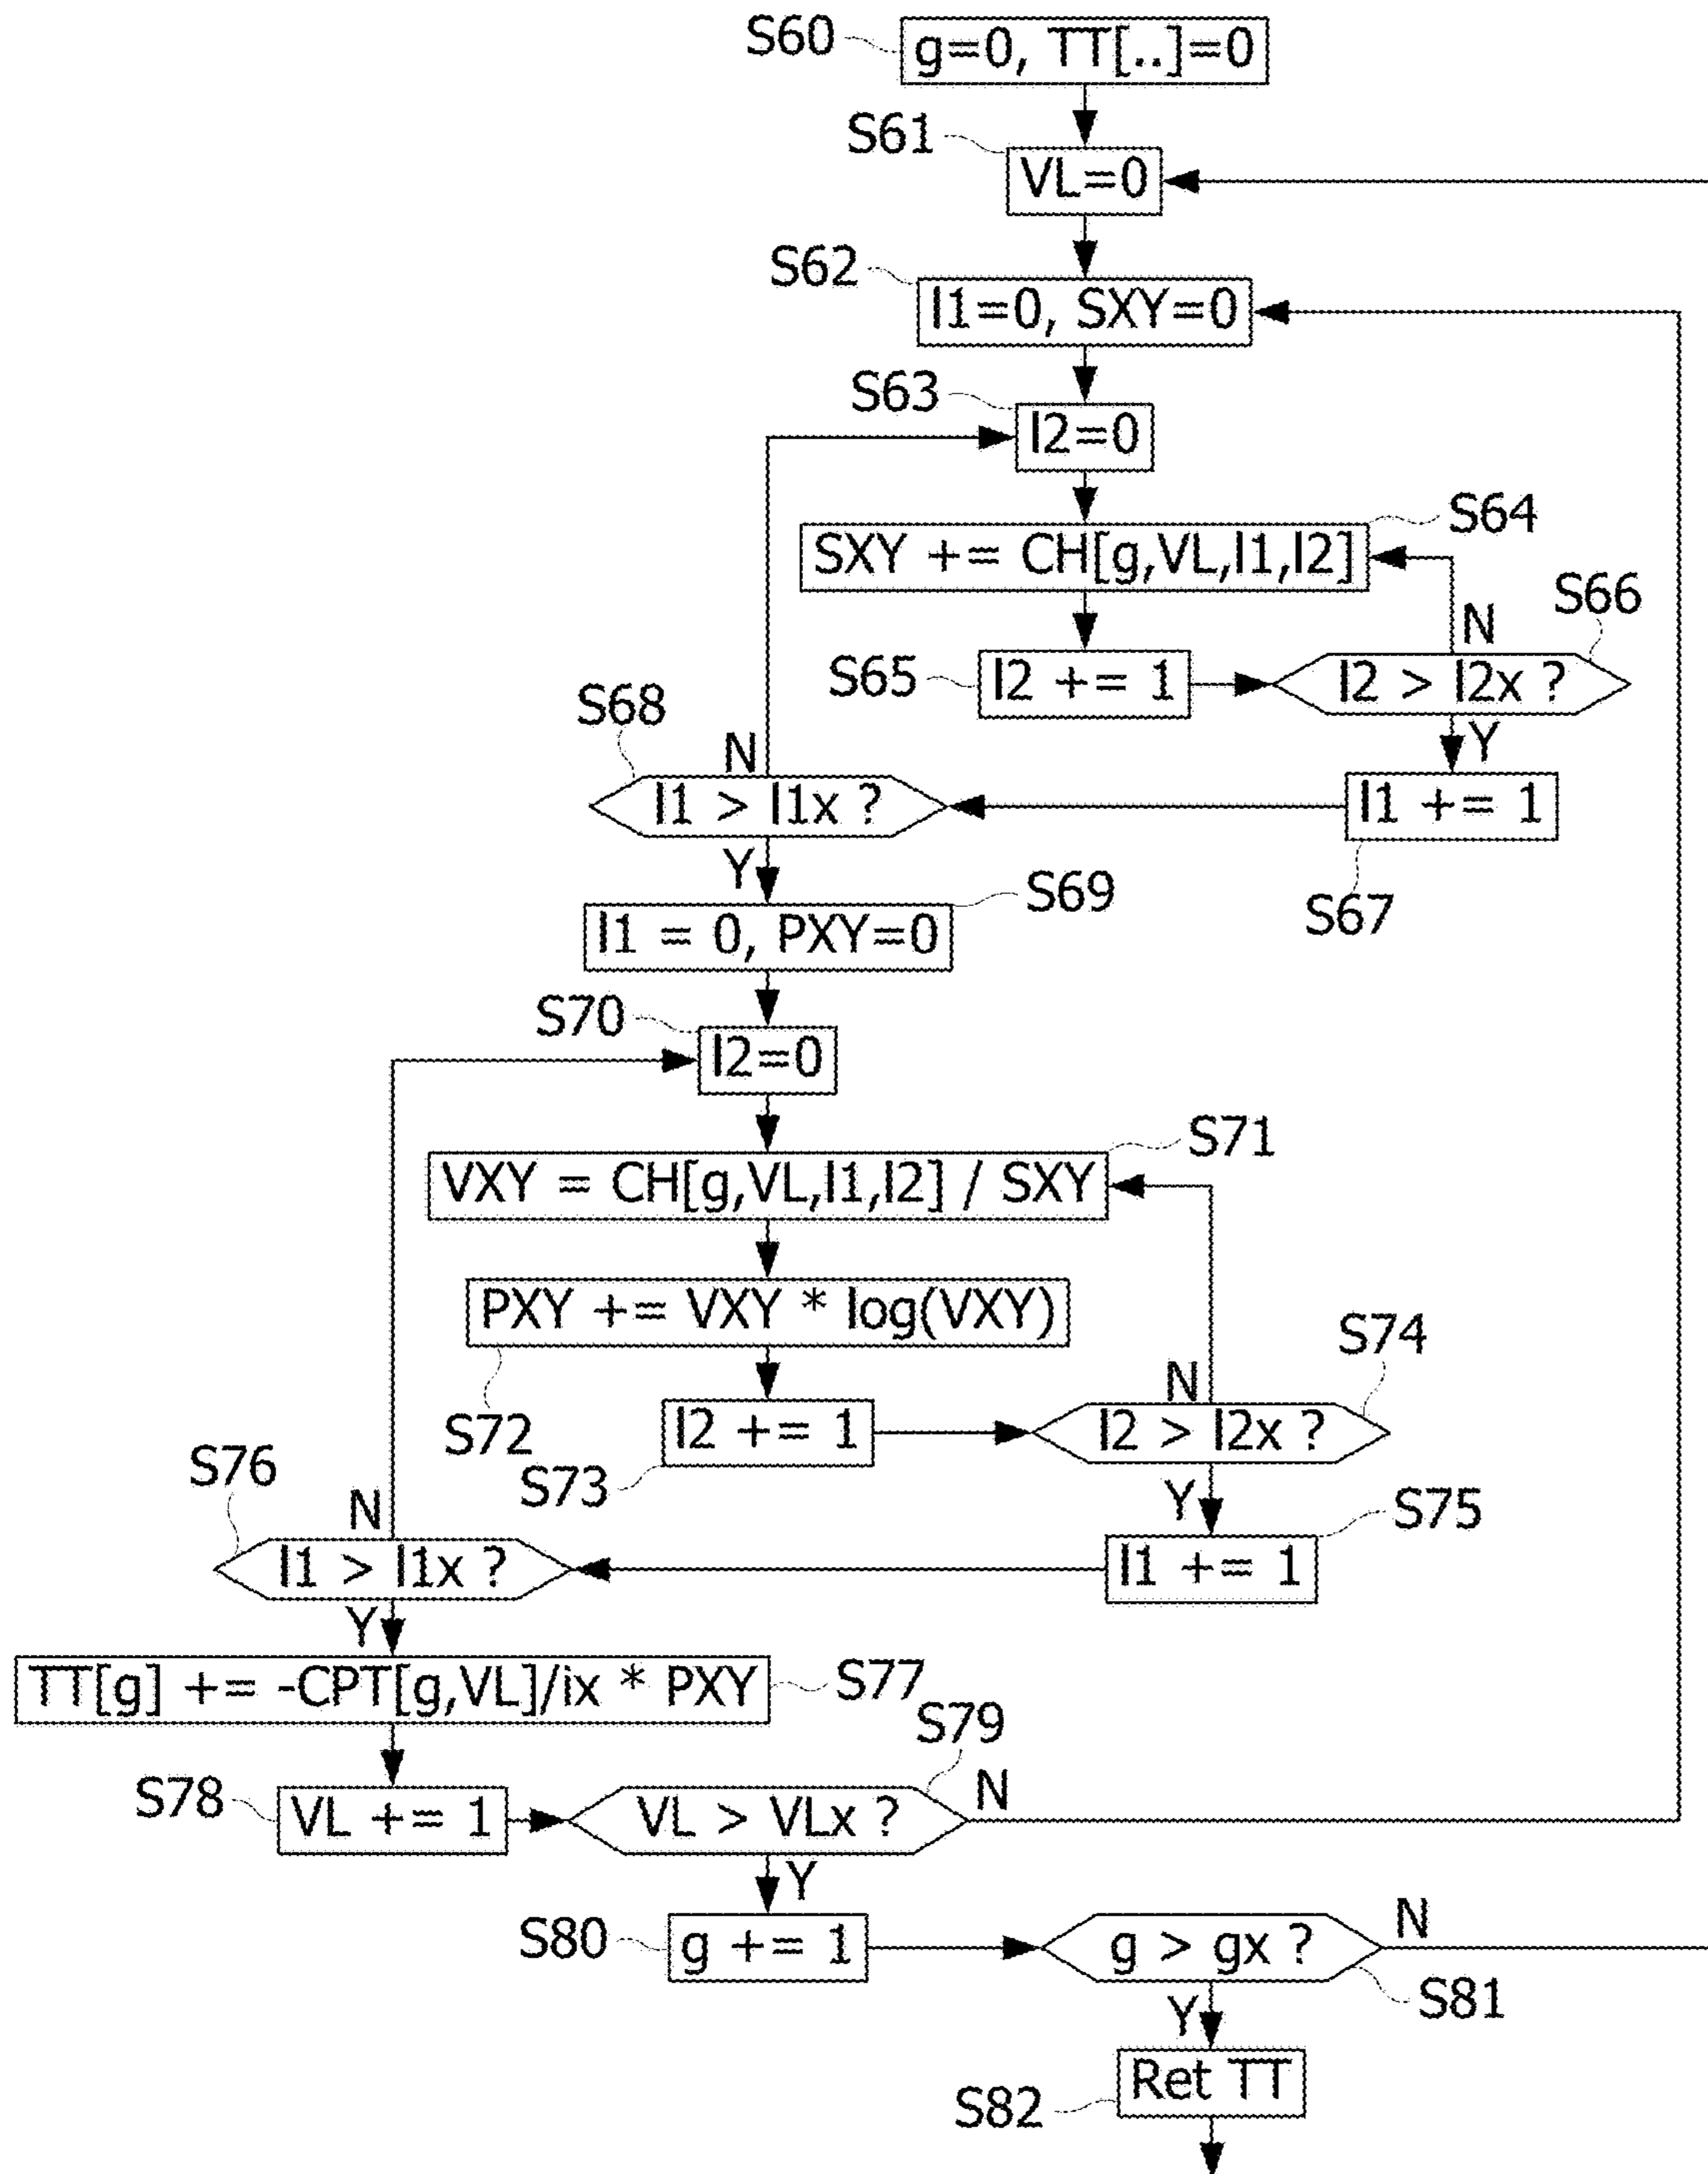 S60
g=0, TT[..]=0
S61
VL=0
S62
I1=0, SXY=0
S63
I2=0
S64
SXY += CH[g,VL,I1,I2]
S66
N
S65
I2 += 1
I2 > I2x ?
S68
Y
N
I1 > I1x ?
I1 += 1
Y
S69
S67
I1 = 0, PXY=0
S70
I2=0
S71
VXY = CH[g,VL,I1,I2] / SXY
PXY += VXY * log(VXY)
S74
N
S72
I2 += 1
I2 > I2x ?
S73
S76
Y
S75
N
I1 > I1x ?
I1 += 1
Y
TT[g] += -CPT[g,VL]/ix * PXY
S77
S79
S78
VL += 1
VL > VLx ?
N
Y
S80
g += 1
g > gx ?
N
S81
Y
Ret TT
S82